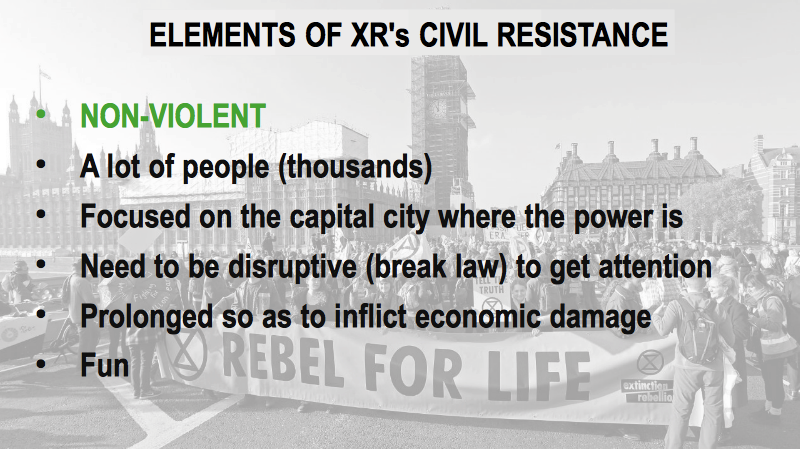 ELEMENTS OF XR's CIVIL RESISTANCE
• NON-VIOLENT
• A lot of people (thousands)
• Focused on the capital city where the power is
• Need to be disruptive (break law) to get attention
• Prolonged so as to inflict economic damage
• Fun
TELL
TRUTH
REBEL FOR LIFE
extinction
rebellion